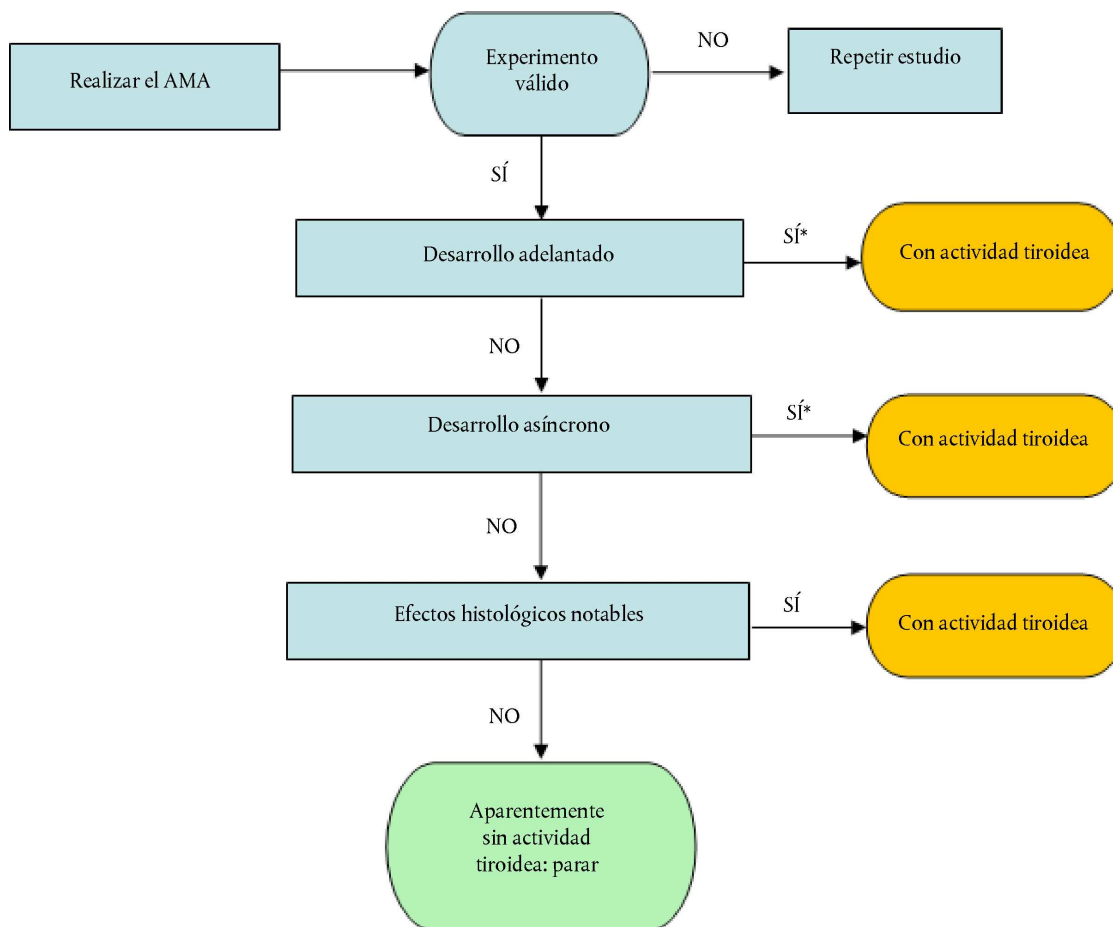 Realizar el AMA
Experimento
válido
NO
Repetir estudio
SÍ
Desarrollo adelantado
SÍ*
Con actividad tiroidea
NO
Desarrollo asíncrono
SÍ*
Con actividad tiroidea
NO
Efectos histológicos notables
SÍ
Con actividad tiroidea
NO
Aparentemente
sin actividad
tiroidea: parar